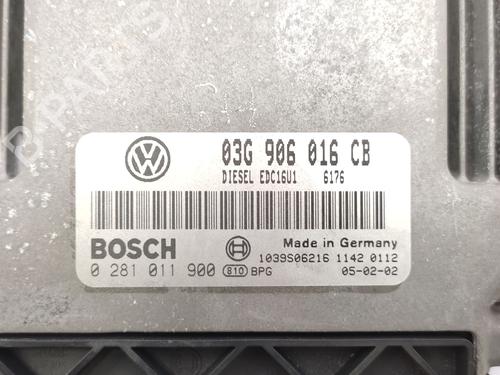 B-PARTS
03G 906 016 CB
DIESEL EDC16U1 6176
BOSCH
Made in Germany
1039S06216 1142 0112
0 281 011 900 810 BPG 05-02-02